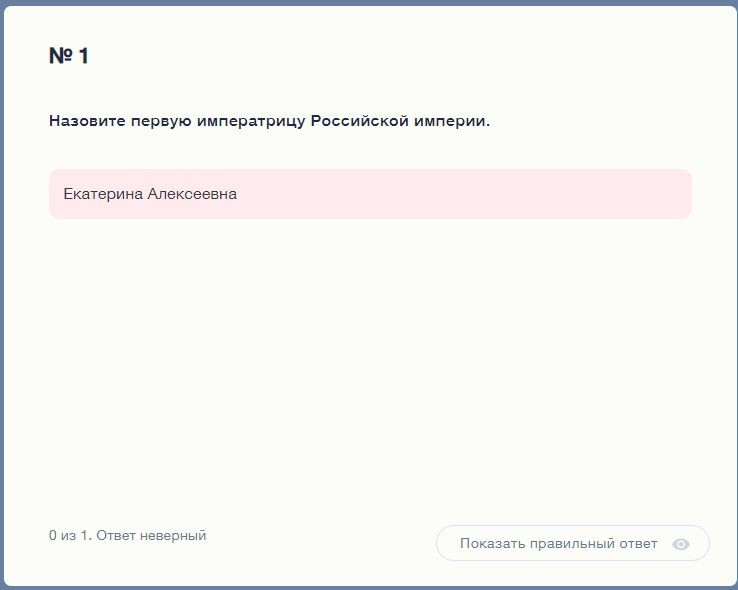 № 1
Назовите первую императрицу Российской империи.
Екатерина Алексеевна
0 из 1. Ответ неверный
Показать правильный ответ